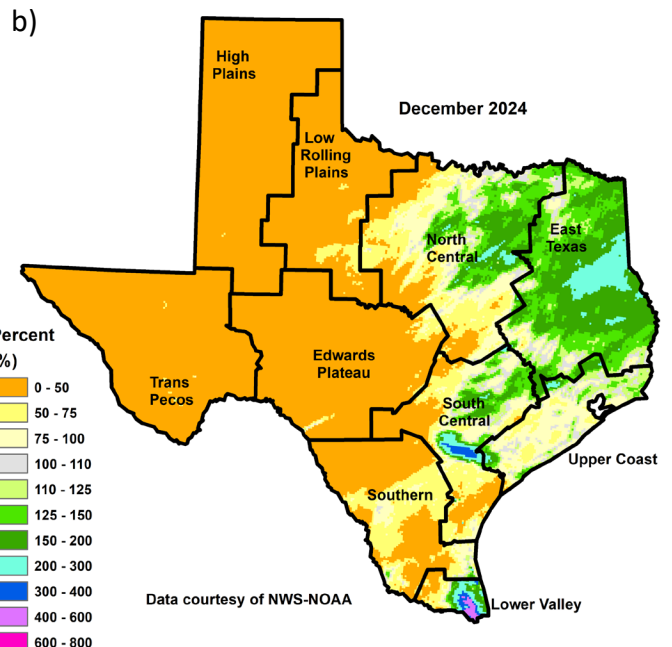 b)
High
Plains
December 2024
Low
Rolling
Plains
North
Central
East
Texas
Trans
Pecos
Edwards
Plateau
South
Central
Upper Coast
Southern
Lower Valley
Data courtesy of NWS-NOAA
ercent
%)
0 - 50
50 - 75
75 - 100
100 - 110
110 - 125
125 - 150
150 - 200
200 - 300
300 - 400
400 - 600
600 - 800